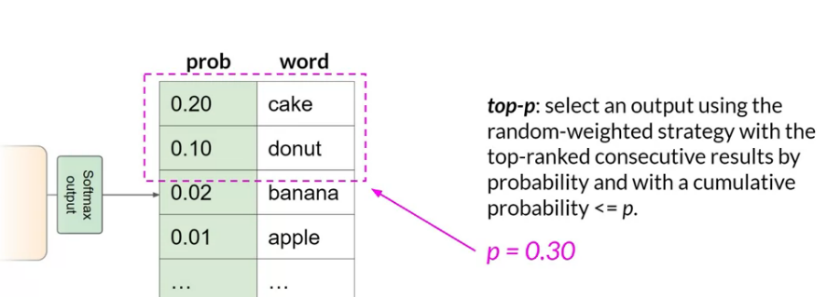 prob word
0.20 cake
0.10 donut
0.02 banana
0.01 apple
... ...
Softmax
output
top-p: select an output using the
random-weighted strategy with the
top-ranked consecutive results by
probability and with a cumulative
probability <= p.
p = 0.30